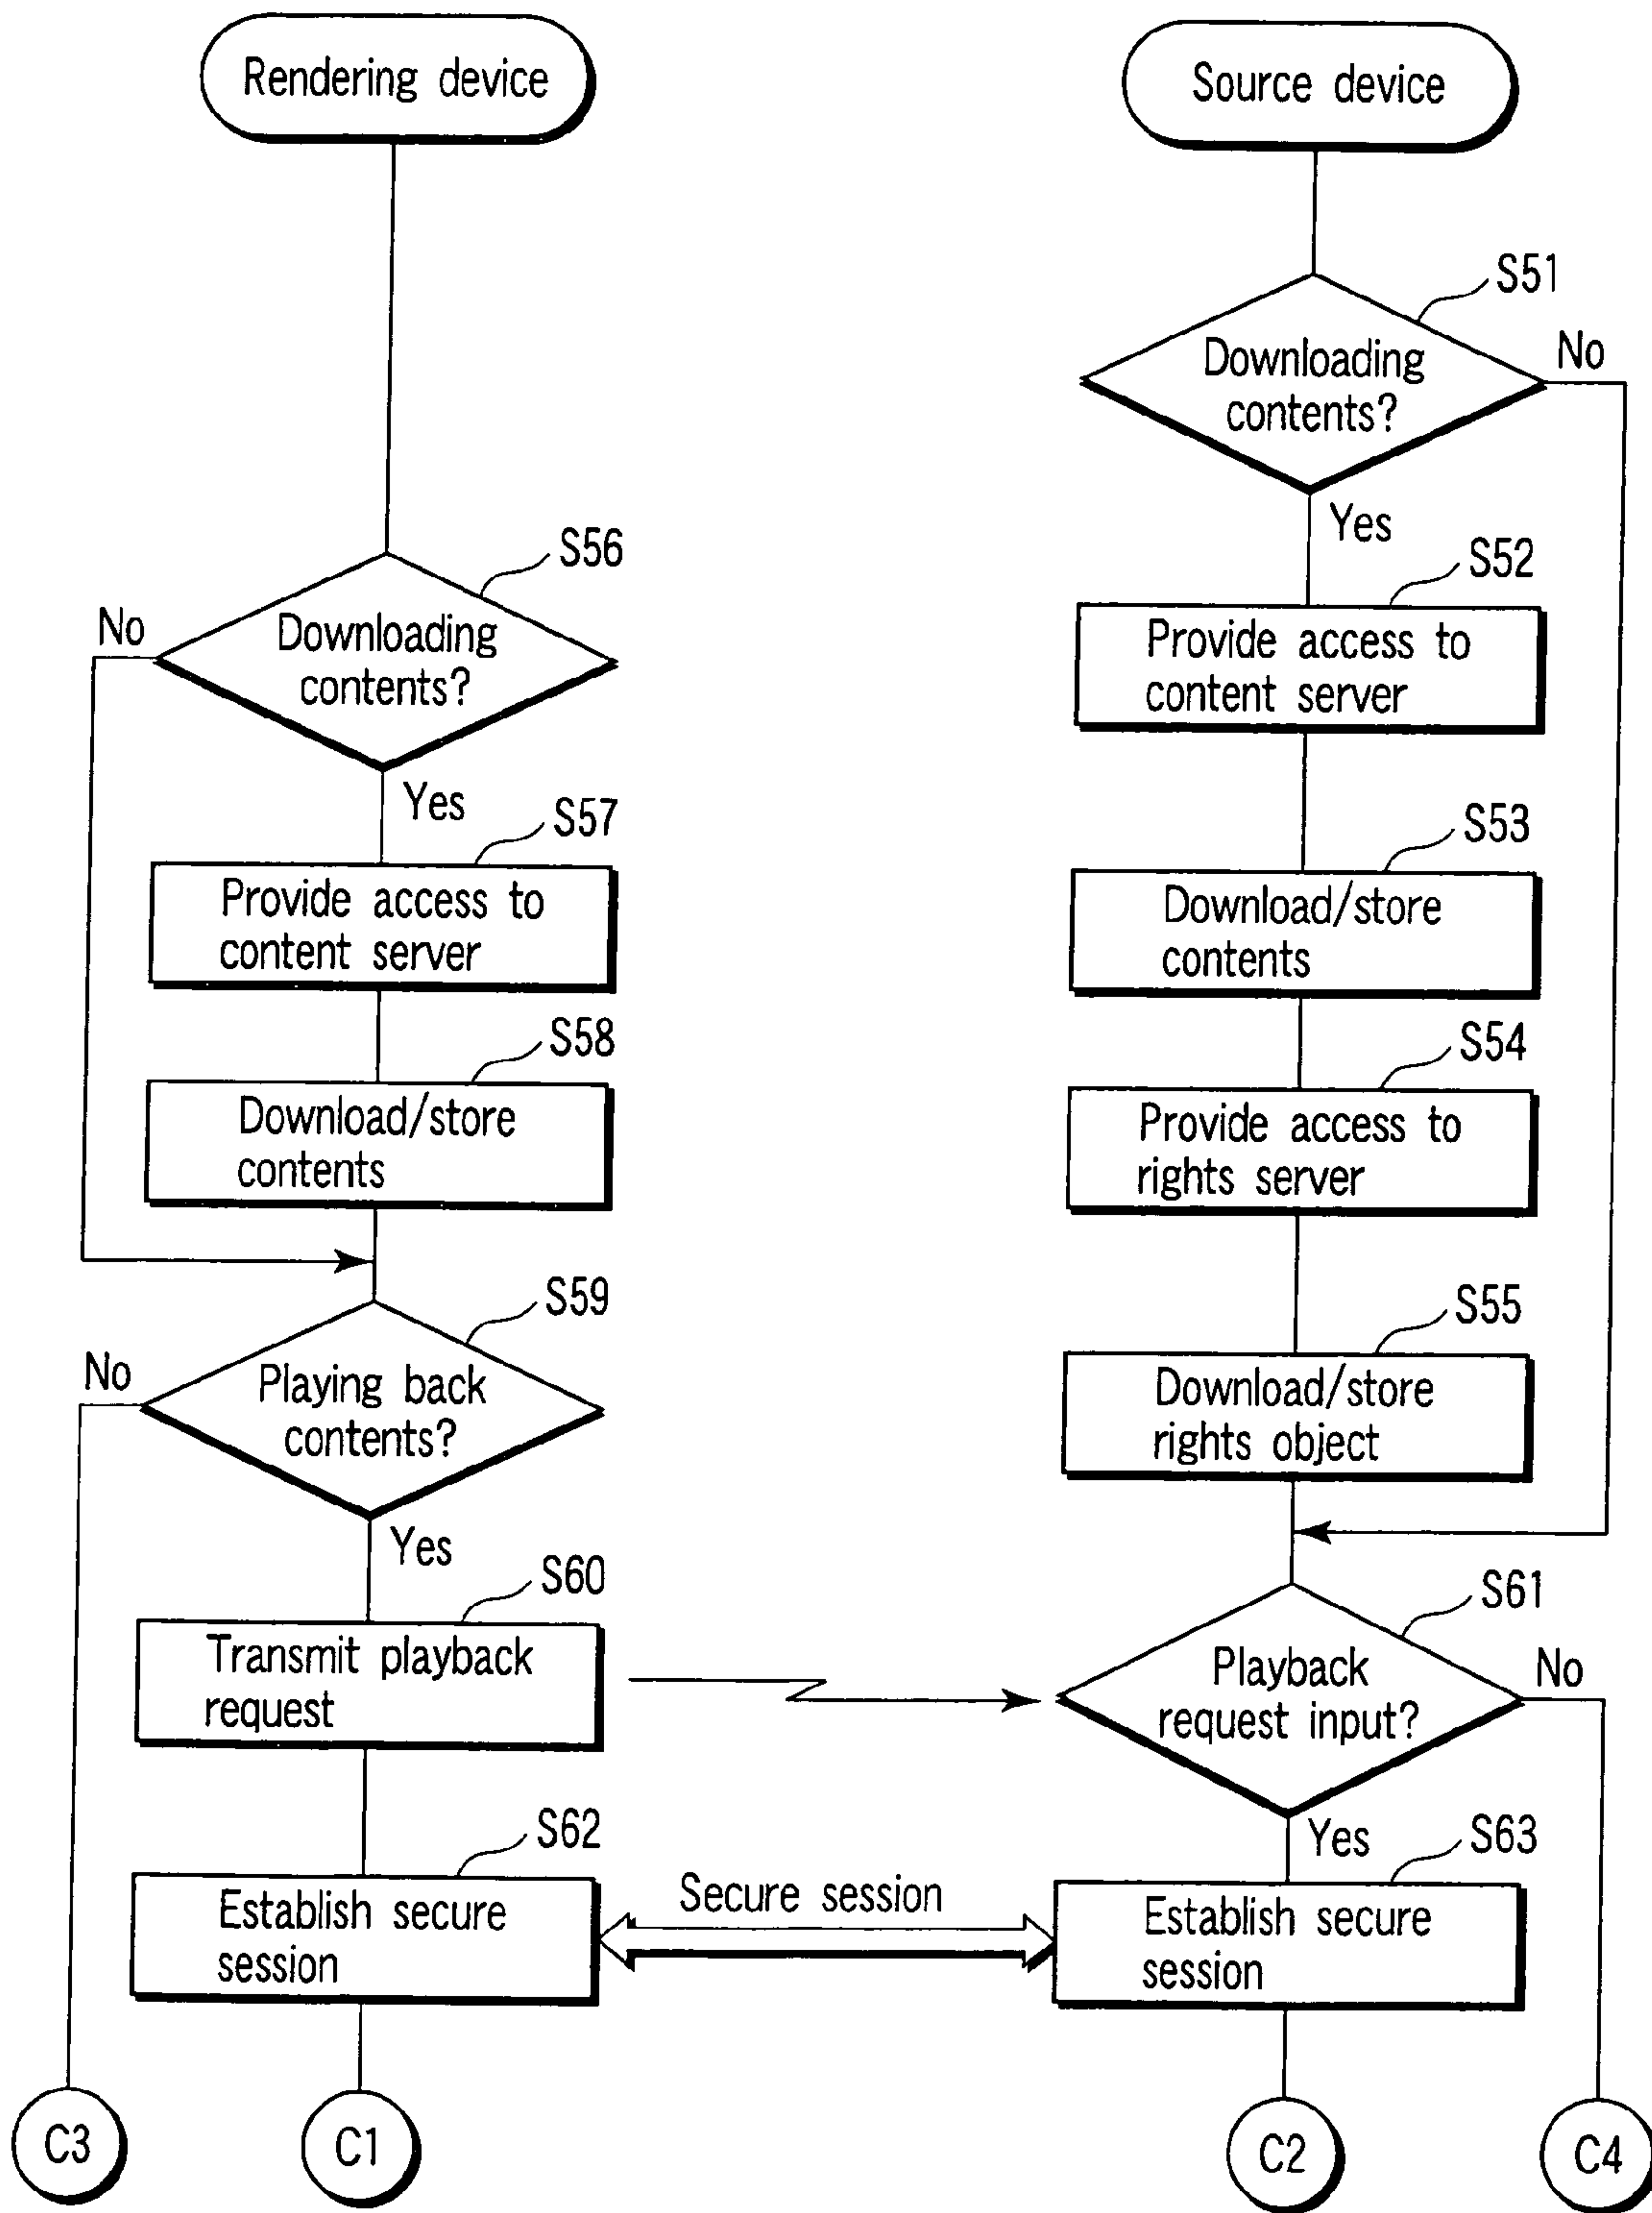 Rendering device
Source device
S51
Downloading
contents?
No
Yes
S52
Provide access to
content server
S53
Download/store
contents
S54
Provide access to
rights server
S55
Download/store
rights object
S56
Downloading
contents?
No
Yes
S57
Provide access to
content server
S58
Download/store
contents
S59
Playing back
contents?
No
Yes
S60
Transmit playback
request
S61
Playback
request input?
No
Yes
S62
Establish secure
session
Secure session
S63
Establish secure
session
C3
C1
C2
C4